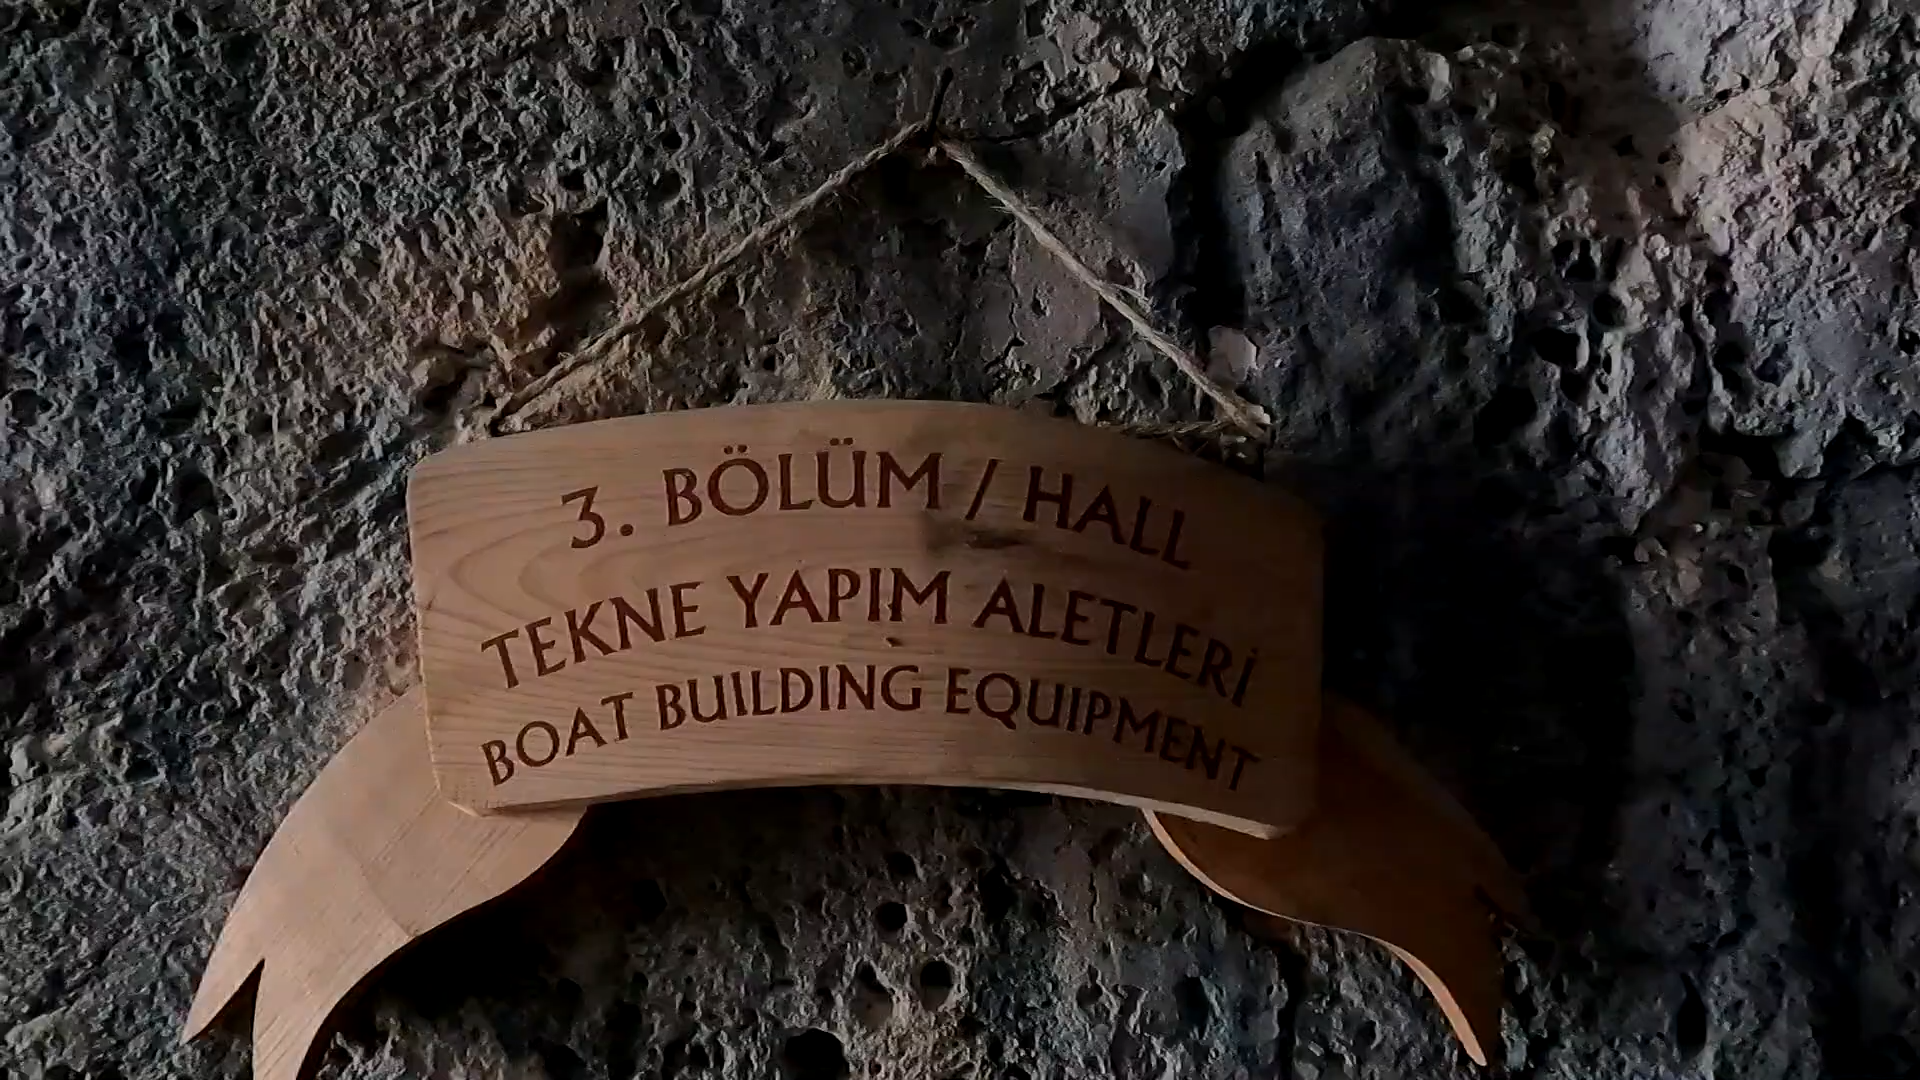 3. BÖLÜM / HALL
TEKNE YAPIM ALETLERİ
BOAT BUILDING EQUIPMENT